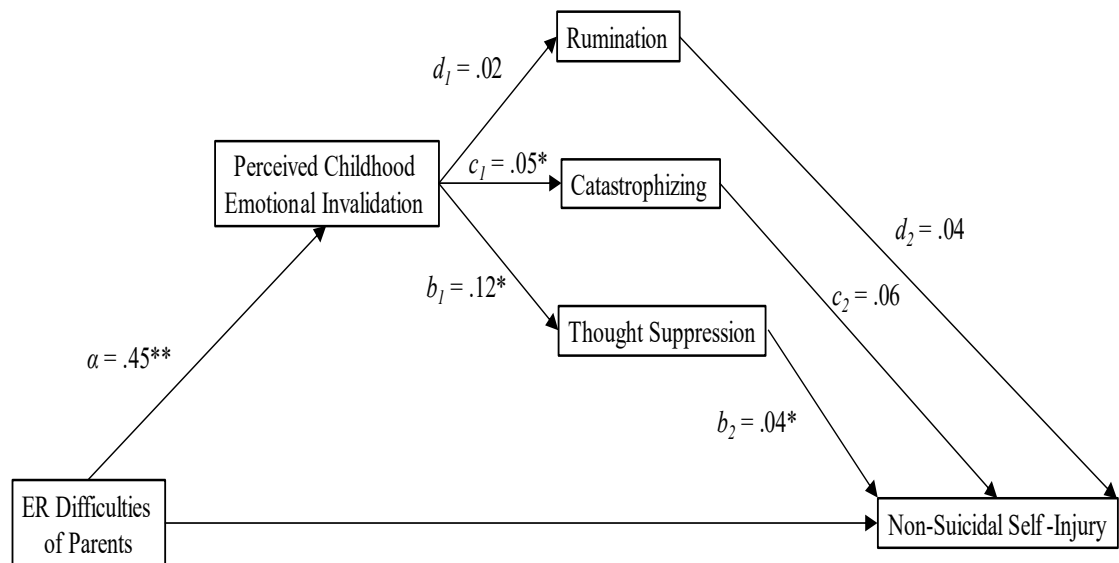 Rumination
d₁ = .02
Perceived Childhood
Emotional Invalidation
c₁ = .05*
Catastrophizing
d₂ = .04
b₁ = .12*
c₂ = .06
Thought Suppression
α = .45**
b₂ = .04*
ER Difficulties
of Parents
Non-Suicidal Self -Injury